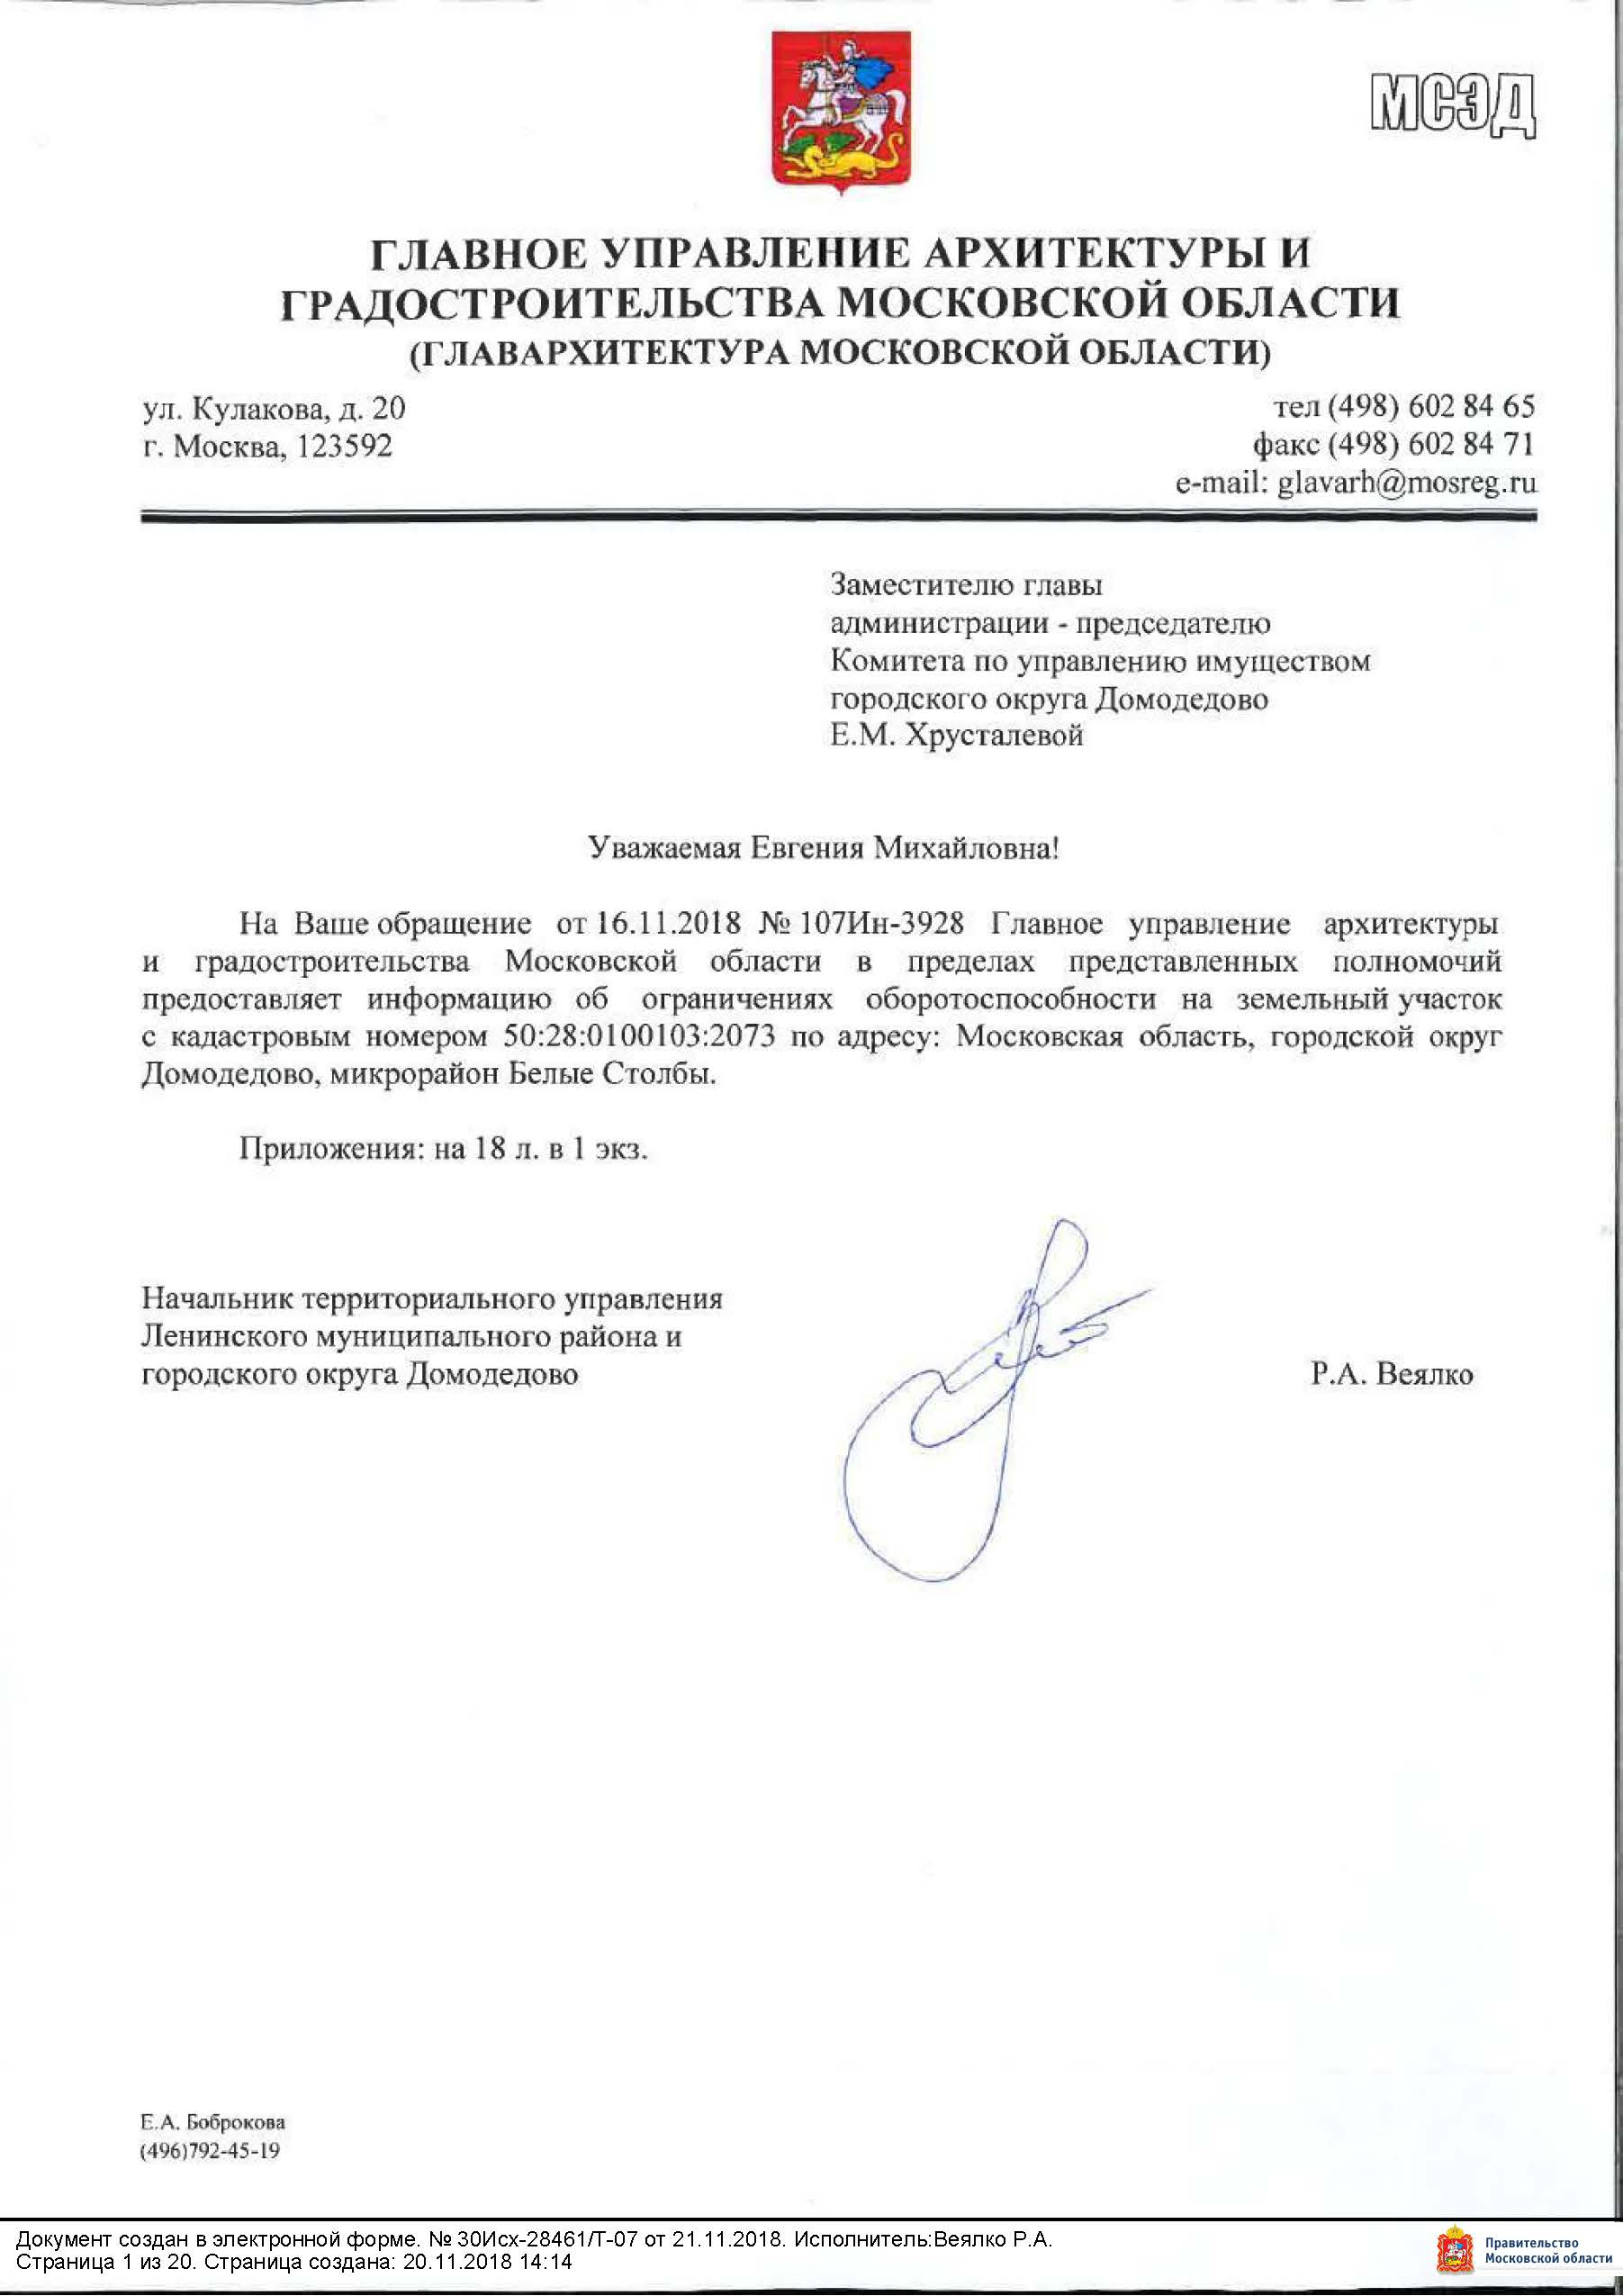 МСЭД
ГЛАВНОЕ УПРАВЛЕНИЕ АРХИТЕКТУРЫ И
ГРАДОСТРОИТЕЛЬСТВА МОСКОВСКОЙ ОБЛАСТИ
(ГЛАВАРХИТЕКТУРА МОСКОВСКОЙ ОБЛАСТИ)
ул. Кулакова, д. 20
г. Москва, 123592
тел (498) 602 84 65
факс (498) 602 84 71
e-mail: glavarh@mosreg.ru
Заместителю главы
администрации - председателю
Комитета по управлению имуществом
городского округа Домодедово
Е.М. Хрусталевой
Уважаемая Евгения Михайловна!
На Ваше обращение от 16.11.2018 № 107Ин-3928 Главное управление архитектуры
и градостроительства Московской области в пределах представленных полномочий
предоставляет информацию об ограничениях оборотоспособности на земельный участок
с кадастровым номером 50:28:0100103:2073 по адресу: Московская область, городской округ
Домодедово, микрорайон Белые Столбы.
Приложения: на 18 л. в 1 экз.
Начальник территориального управления
Ленинского муниципального района и
городского округа Домодедово
Р.А. Веялко
Е.А. Боброкова
(496)792-45-19
Документ создан в электронной форме. № 30Исх-28461/Т-07 от 21.11.2018. Исполнитель:Веялко Р.А.
Страница 1 из 20. Страница создана: 20.11.2018 14:14
Правительство
Московской области